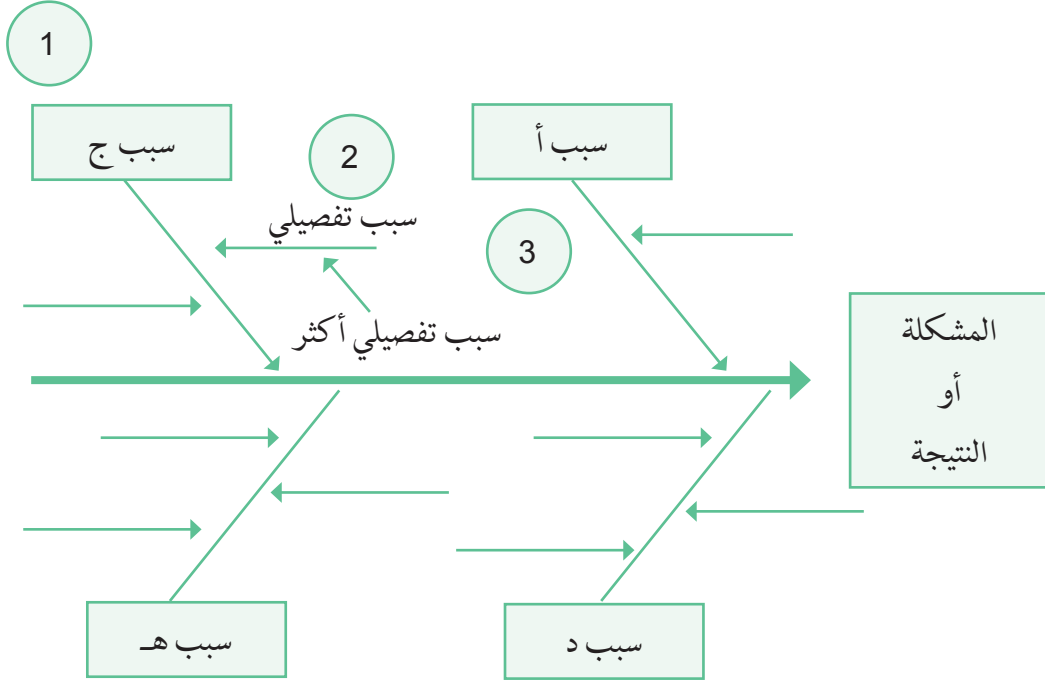 1
سبب أ
سبب ج
2
سبب تفصيلي
3
سبب تفصيلي أكثر
المشكلة
أو
النتيجة
سبب د
سبب هـ